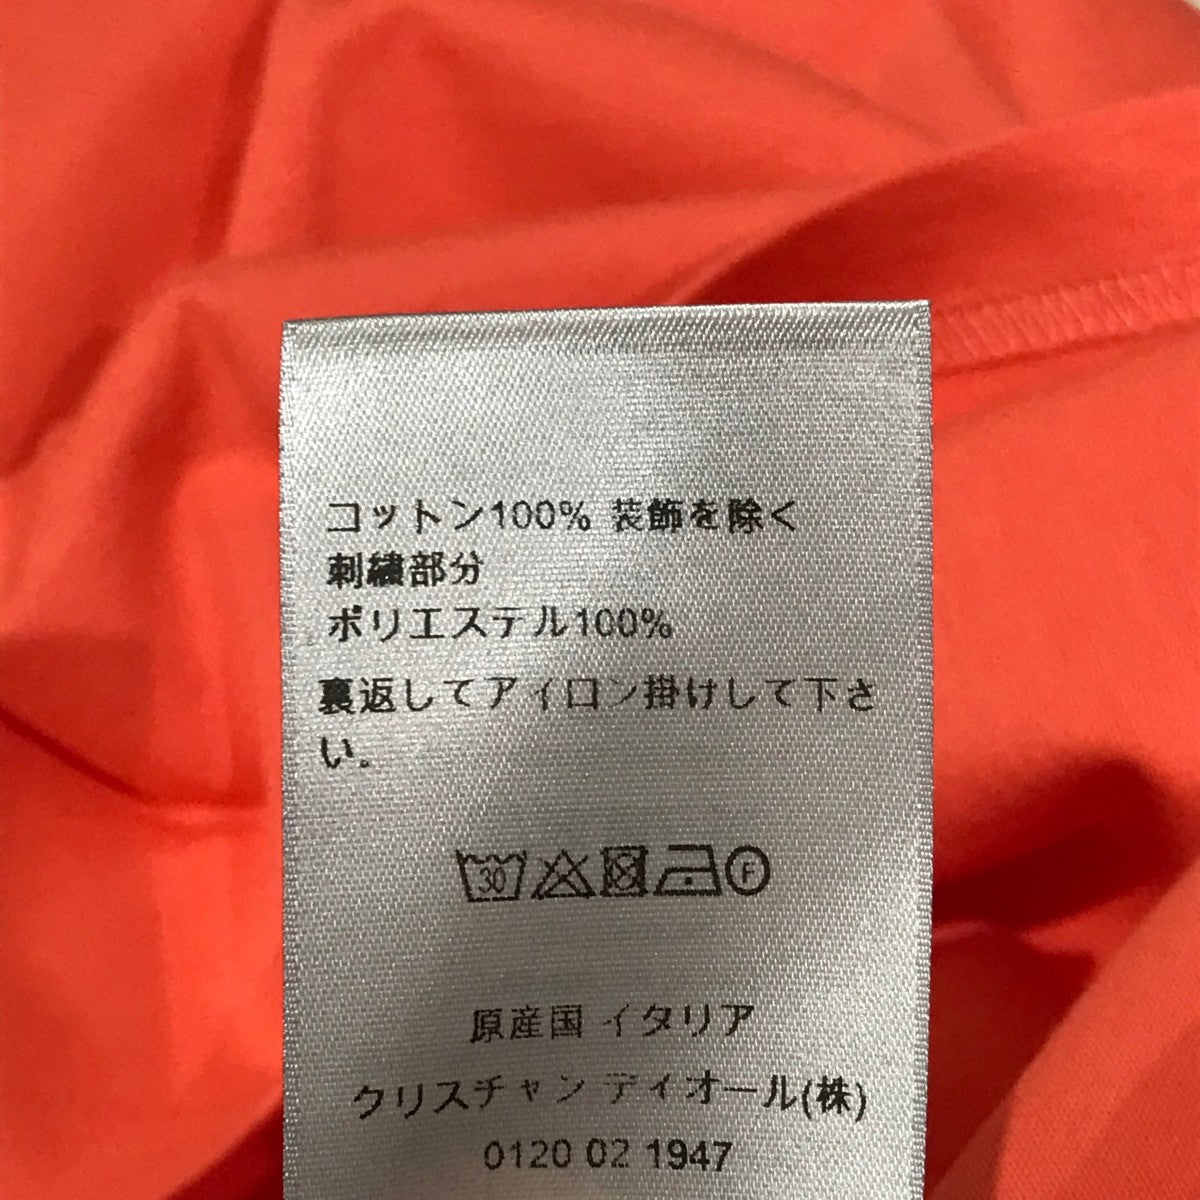 コットン100% 装飾を除く
刺繍部分
ポリエステル100%
裏返してアイロン掛けして下さ
い.
30 F
原産国 イタリア
クリスチャン ディオール(株)
0120 02 1947